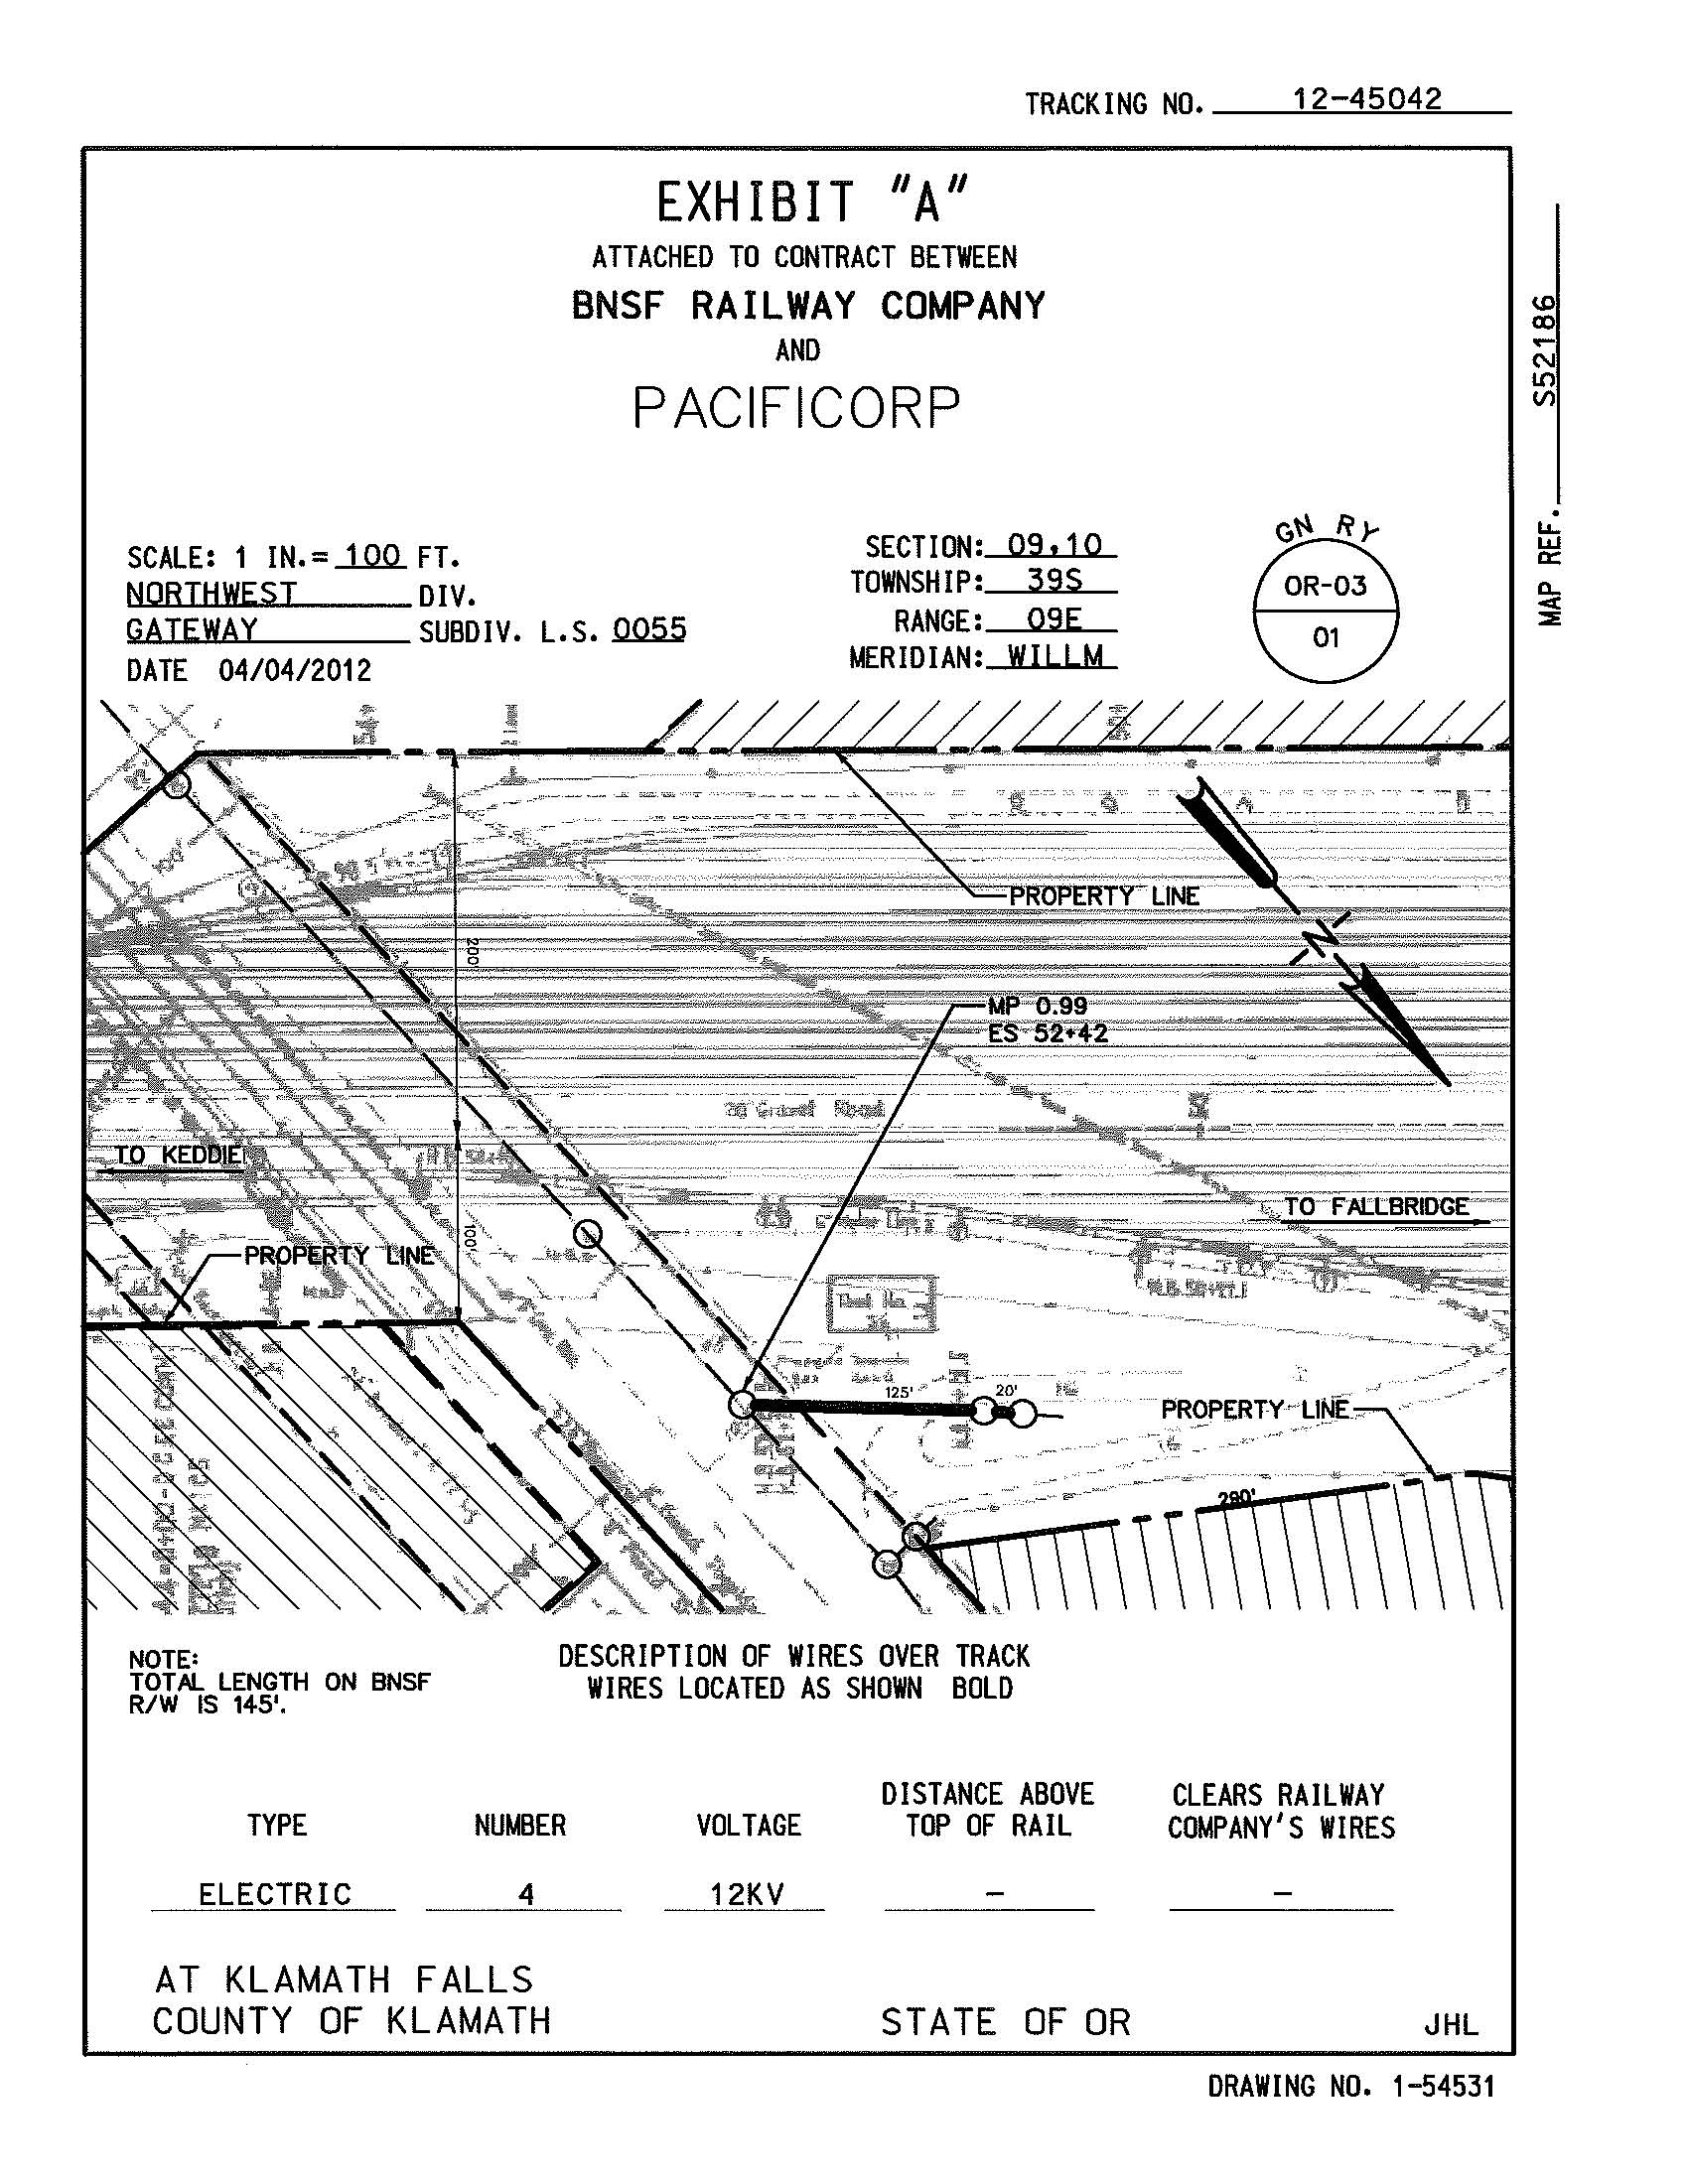 TRACKING NO. 12-45042
EXHIBIT "A"
ATTACHED TO CONTRACT BETWEEN
BNSF RAILWAY COMPANY
AND
PACIFICORP
MAP REF. S52186
SCALE: 1 IN.= 100 FT.
NORTHWEST DIV.
GATEWAY SUBDIV. L.S. 0055
DATE 04/04/2012
SECTION: 09,10
TOWNSHIP: 39S
RANGE: 09E
MERIDIAN: WILLM
GN RY
OR-03
01
PROPERTY LINE
N
200'
MP 0.99
ES 52+42
Road
TO KEDDIE
TO FALLBRIDGE
100'
PROPERTY LINE
125'
20'
PROPERTY LINE
290'
NOTE:
TOTAL LENGTH ON BNSF
R/W IS 145'.
DESCRIPTION OF WIRES OVER TRACK
WIRES LOCATED AS SHOWN BOLD
TYPE NUMBER VOLTAGE DISTANCE ABOVE TOP OF RAIL CLEARS RAILWAY COMPANY'S WIRES
ELECTRIC 4 12KV - -
AT KLAMATH FALLS
COUNTY OF KLAMATH STATE OF OR JHL
DRAWING NO. 1-54531